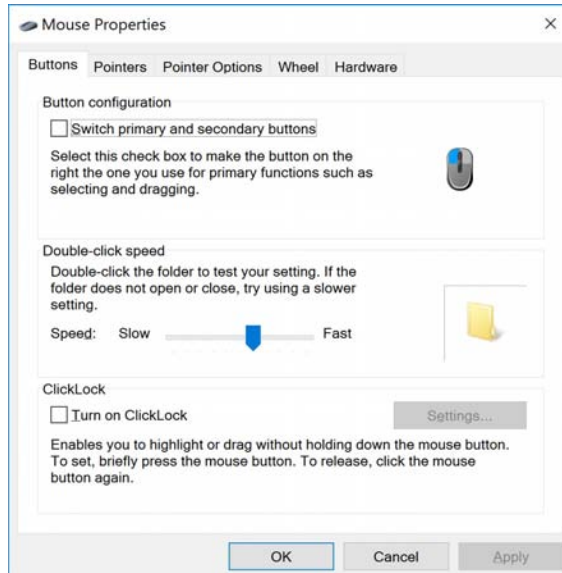 Mouse Properties
Buttons Pointers Pointer Options Wheel Hardware
Button configuration
Switch primary and secondary buttons
Select this check box to make the button on the
right the one you use for primary functions such as
selecting and dragging.
Double-click speed
Double-click the folder to test your setting. If the
folder does not open or close, try using a slower
setting.
Speed: Slow Fast
ClickLock
Turn on ClickLock Settings...
Enables you to highlight or drag without holding down the mouse button.
To set, briefly press the mouse button. To release, click the mouse
button again.
OK Cancel Apply